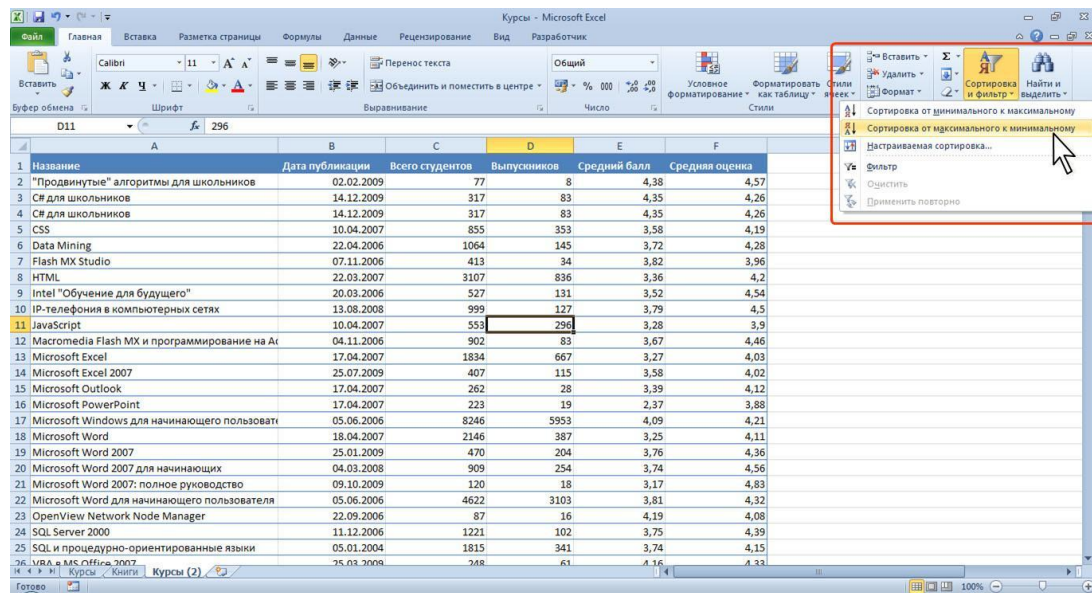 Курсы - Microsoft Excel
Файл Главная Вставка Разметка страницы Формулы Данные Рецензирование Вид Разработчик
Calibri 11 Перенос текста Общий Вставить Σ
Вставить Ж К Ч Объединить и поместить в центре % 000 Условное форматирование Форматировать как таблицу Стили ячеек Удалить Формат Сортировка и фильтр Найти и выделить
Буфер обмена Шрифт Выравнивание Число Стили
Сортировка от минимального к максимальному
Сортировка от максимального к минимальному
Настраиваемая сортировка...
Фильтр
Очистить
Применить повторно
D11 fx 296
A B C D E F
1 Название Дата публикации Всего студентов Выпускников Средний балл Средняя оценка
2 "Продвинутые" алгоритмы для школьников 02.02.2009 77 8 4,38 4,57
3 C# для школьников 14.12.2009 317 83 4,35 4,26
4 C# для школьников 14.12.2009 317 83 4,35 4,26
5 CSS 10.04.2007 855 353 3,58 4,19
6 Data Mining 22.04.2006 1064 145 3,72 4,28
7 Flash MX Studio 07.11.2006 413 34 3,82 3,96
8 HTML 22.03.2007 3107 836 3,36 4,2
9 Intel "Обучение для будущего" 20.03.2006 527 131 3,52 4,54
10 IP-телефония в компьютерных сетях 13.08.2008 999 127 3,79 4,5
11 JavaScript 10.04.2007 553 296 3,28 3,9
12 Macromedia Flash MX и программирование на Ac 04.11.2006 902 83 3,67 4,46
13 Microsoft Excel 17.04.2007 1834 667 3,27 4,03
14 Microsoft Excel 2007 25.07.2009 407 115 3,58 4,02
15 Microsoft Outlook 17.04.2007 262 28 3,39 4,12
16 Microsoft PowerPoint 17.04.2007 223 19 2,37 3,88
17 Microsoft Windows для начинающего пользовате 05.06.2006 8246 5953 4,09 4,21
18 Microsoft Word 18.04.2007 2146 387 3,25 4,11
19 Microsoft Word 2007 25.01.2009 470 204 3,76 4,36
20 Microsoft Word 2007 для начинающих 04.03.2008 909 254 3,74 4,56
21 Microsoft Word 2007: полное руководство 09.10.2009 120 18 3,17 4,83
22 Microsoft Word для начинающего пользователя 05.06.2006 4622 3103 3,81 4,32
23 OpenView Network Node Manager 22.09.2006 87 16 4,19 4,08
24 SQL Server 2000 11.12.2006 1221 102 3,75 4,39
25 SQL и процедурно-ориентированные языки 05.01.2004 1815 341 3,74 4,15
26 VBA в MS Office 2007 25.03.2009 248 61 4,16 4,33
Курсы Книги Курсы (2)
Готово 100%